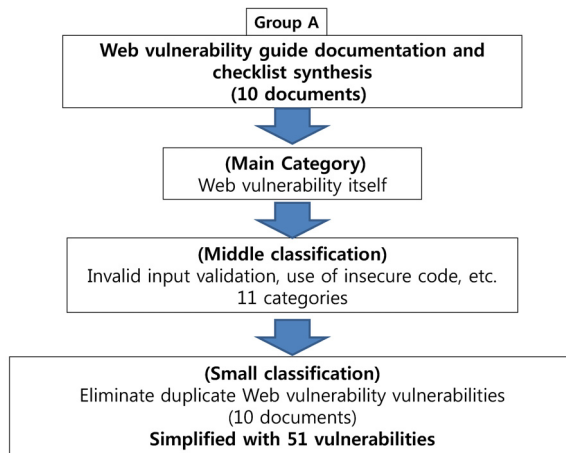 Group A
Web vulnerability guide documentation and
checklist synthesis
(10 documents)
(Main Category)
Web vulnerability itself
(Middle classification)
Invalid input validation, use of insecure code, etc.
11 categories
(Small classification)
Eliminate duplicate Web vulnerability vulnerabilities
(10 documents)
Simplified with 51 vulnerabilities